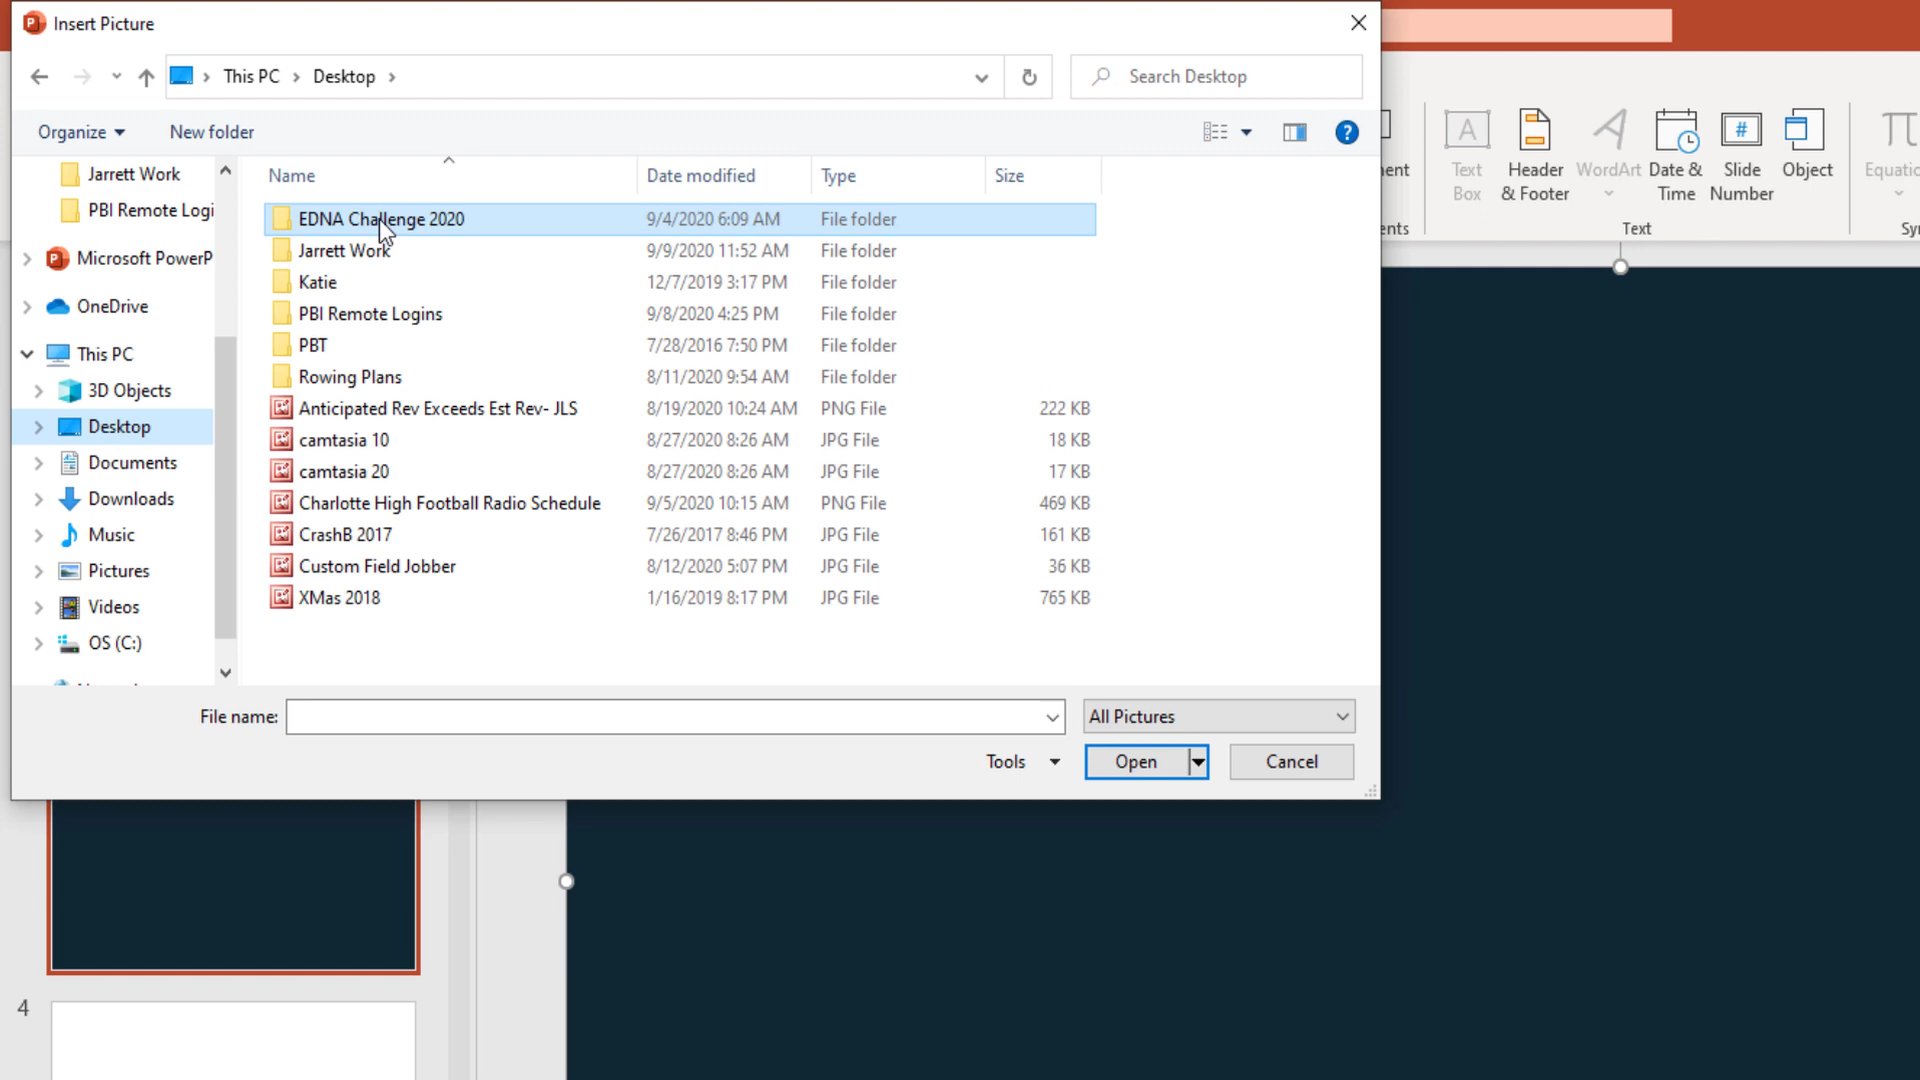 Insert Picture
This PC
Desktop
Search Desktop
Organize
New folder
Jarrett Work
PBI Remote Logi
Microsoft PowerP
OneDrive
This PC
3D Objects
Desktop
Documents
Downloads
Music
Pictures
Videos
OS (C:)
Name Date modified Type Size
EDNA Challenge 2020 9/4/2020 6:09 AM File folder
Jarrett Work 9/9/2020 11:52 AM File folder
Katie 12/7/2019 3:17 PM File folder
PBI Remote Logins 9/8/2020 4:25 PM File folder
PBT 7/28/2016 7:50 PM File folder
Rowing Plans 8/11/2020 9:54 AM File folder
Anticipated Rev Exceeds Est Rev- JLS 8/19/2020 10:24 AM PNG File 222 KB
camtasia 10 8/27/2020 8:26 AM JPG File 18 KB
camtasia 20 8/27/2020 8:26 AM JPG File 17 KB
Charlotte High Football Radio Schedule 9/5/2020 10:15 AM PNG File 469 KB
CrashB 2017 7/26/2017 8:46 PM JPG File 161 KB
Custom Field Jobber 8/12/2020 5:07 PM JPG File 36 KB
XMas 2018 1/16/2019 8:17 PM JPG File 765 KB
File name:
All Pictures
Tools
Open
Cancel
Text
Box
Header
& Footer
WordArt
Date &
Time
Slide
Number
Object
Equatio
ents
Text
Sy
4